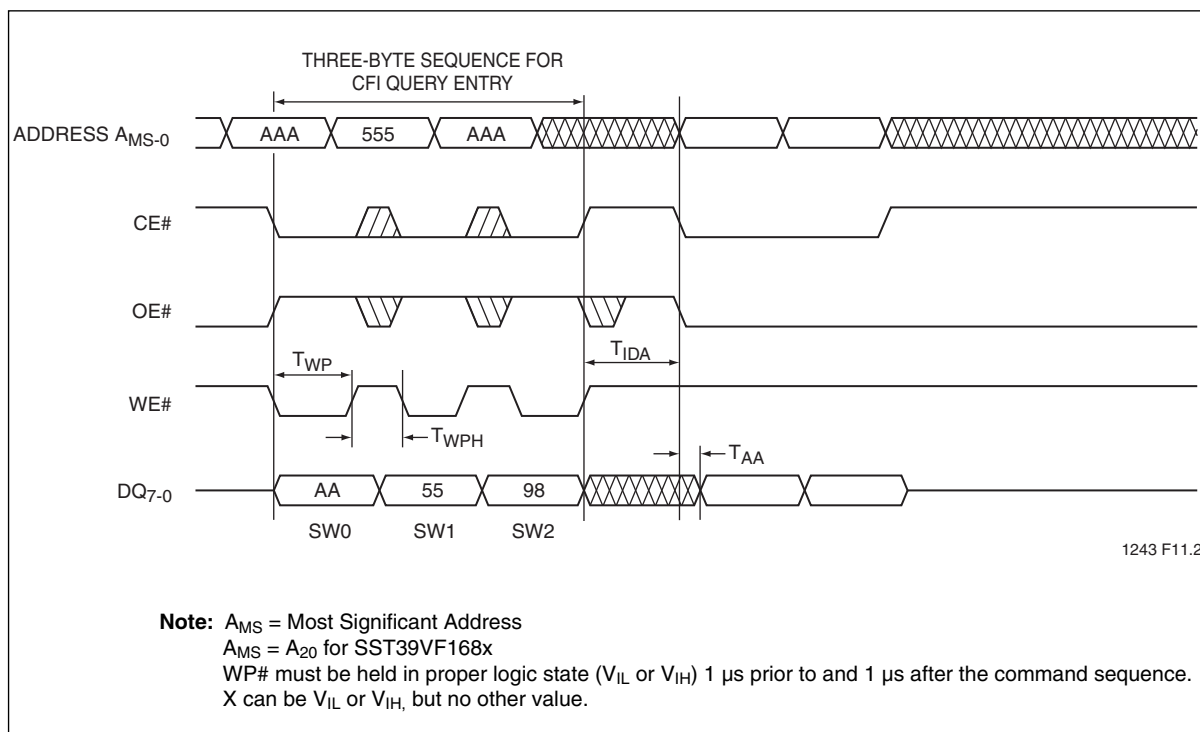 THREE-BYTE SEQUENCE FOR
CFI QUERY ENTRY
ADDRESS AMS-0
AAA 555 AAA
CE#
OE#
TWP
TIDA
WE#
TWPH
TAA
DQ7-0
AA 55 98
SW0 SW1 SW2
1243 F11.2
Note: AMS = Most Significant Address
AMS = A20 for SST39VF168x
WP# must be held in proper logic state (VIL or VIH) 1 µs prior to and 1 µs after the command sequence.
X can be VIL or VIH, but no other value.